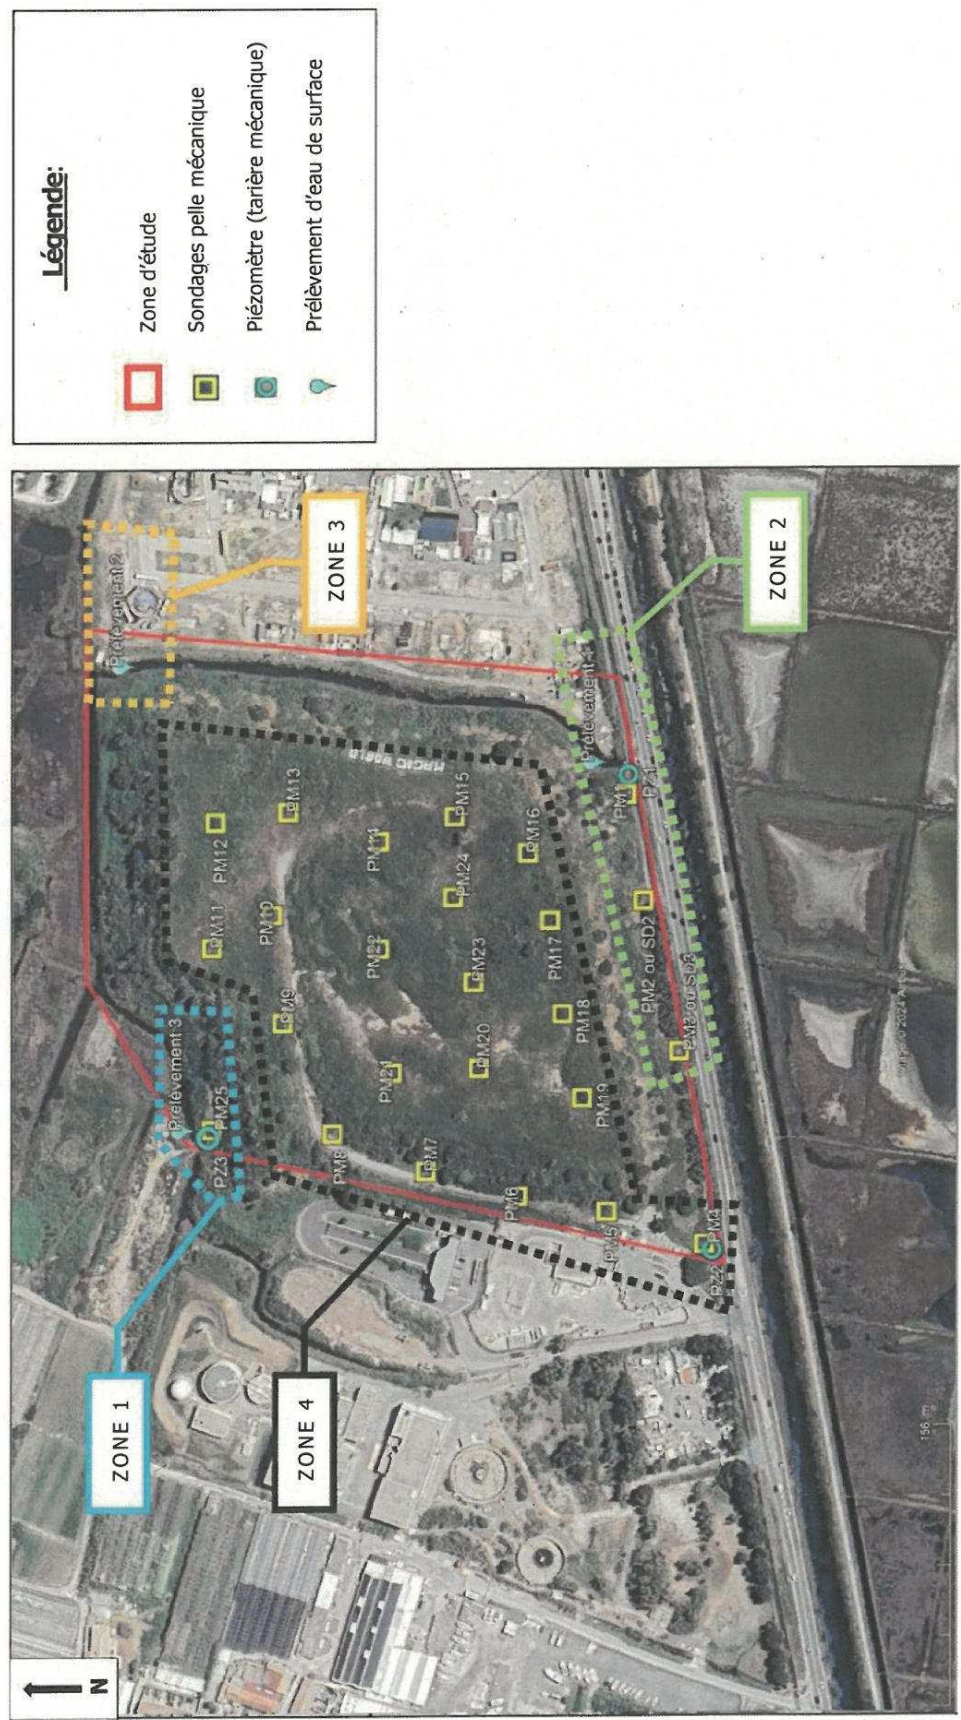 Légende:
Zone d'étude
Sondages pelle mécanique
Piézomètre (tarière mécanique)
Prélèvement d'eau de surface
N
ZONE 1
ZONE 4
ZONE 3
ZONE 2
Prélèvement 3
PM25
PZ3
Prélèvement 2
PM11
PM12
PM9
PM10
PM13
PM8
PM21
PM22
PM14
PM7
PM20
PM23
PM24
PM15
PM6
PM16
PM5
PM19
PM18
PM17
Prélèvement 1
PM1
PZ1
PM2 ou SD2
PM3 ou SD3
PM4
PZ2
156 m